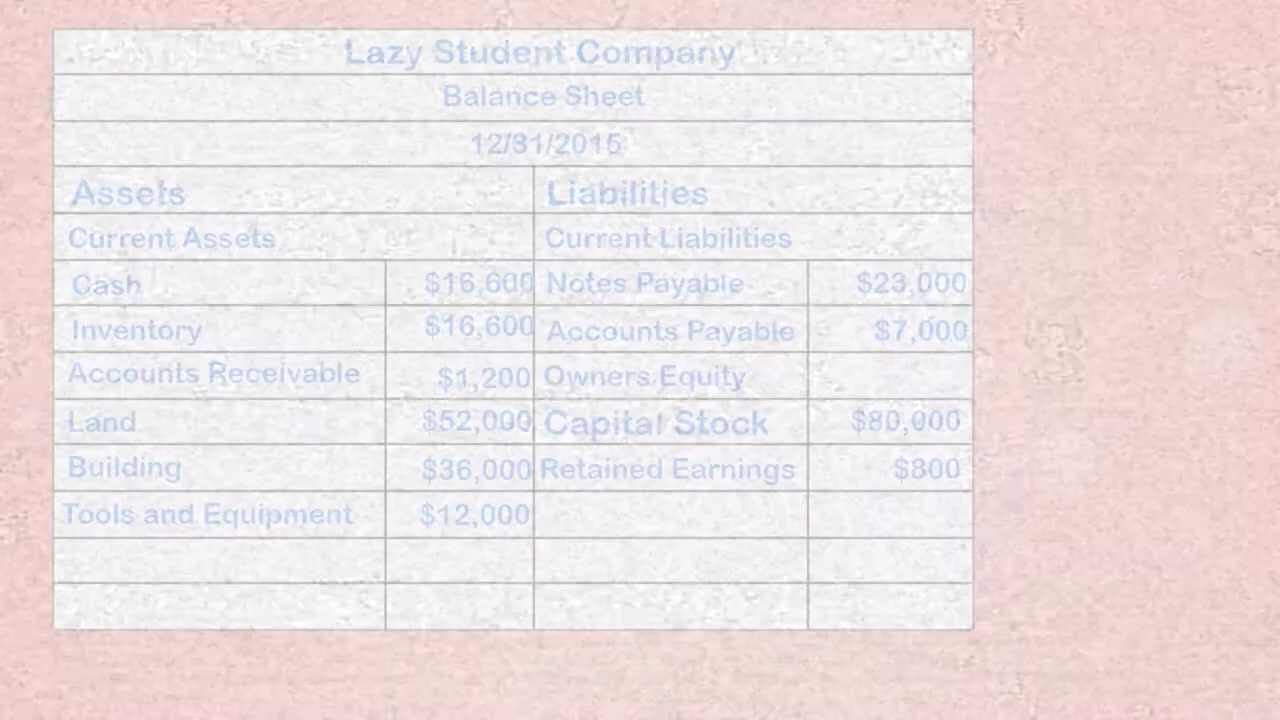 Lazy Student Company
Balance Sheet
12/31/2015
Assets Liabilities
Current Assets Current Liabilities
Cash $16,600 Notes Payable $23,000
Inventory $16,600 Accounts Payable $7,000
Accounts Receivable $1,200 Owners Equity
Land $52,000 Capital Stock $80,000
Building $36,000 Retained Earnings $800
Tools and Equipment $12,000